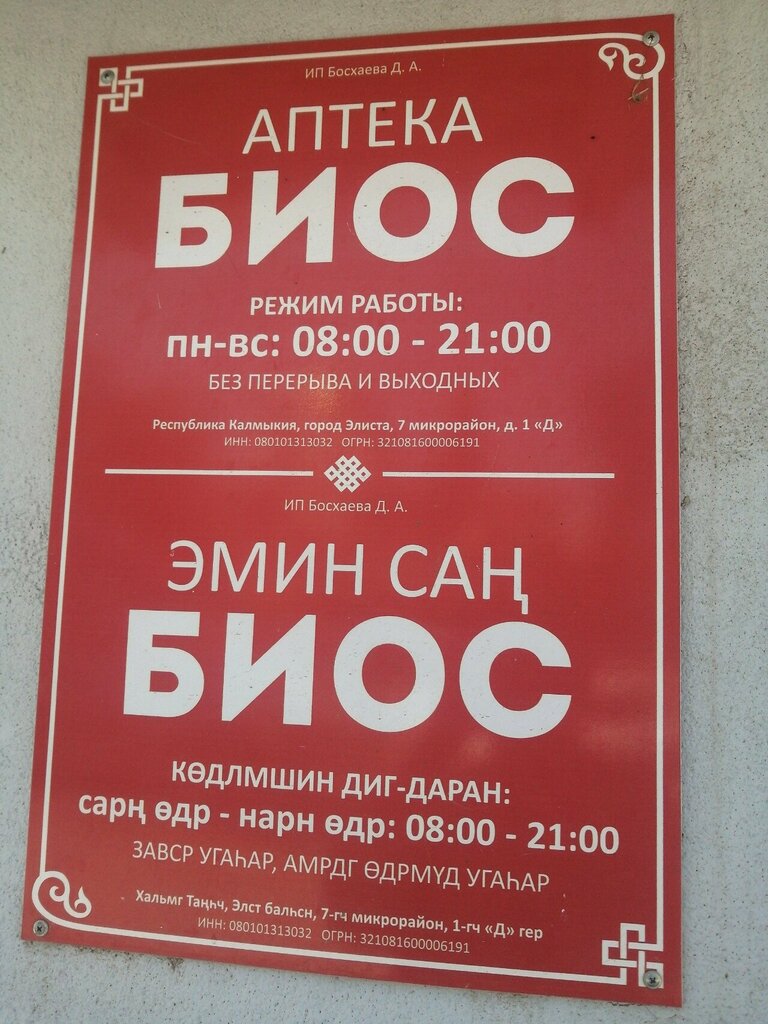 ИП Босхаева Д. А.
АПТЕКА
БИОС
РЕЖИМ РАБОТЫ:
пн-вс: 08:00 - 21:00
БЕЗ ПЕРЕРЫВА И ВЫХОДНЫХ
Республика Калмыкия, город Элиста, 7 микрорайон, д. 1 «Д»
ИНН: 080101313032 ОГРН: 321081600006191
ИП Босхаева Д. А.
ЭМИН САҢ
БИОС
КӨДЛМШИН ДИГ-ДАРАН:
сарң өдр - нарн өдр: 08:00 - 21:00
ЗАВСР УГАҺАР, АМРДГ ӨДРМҮД УГАҺАР
Хальмг Таңһч, Элст балһсн, 7-гч микрорайон, 1-гч «Д» гер
ИНН: 080101313032 ОГРН: 321081600006191